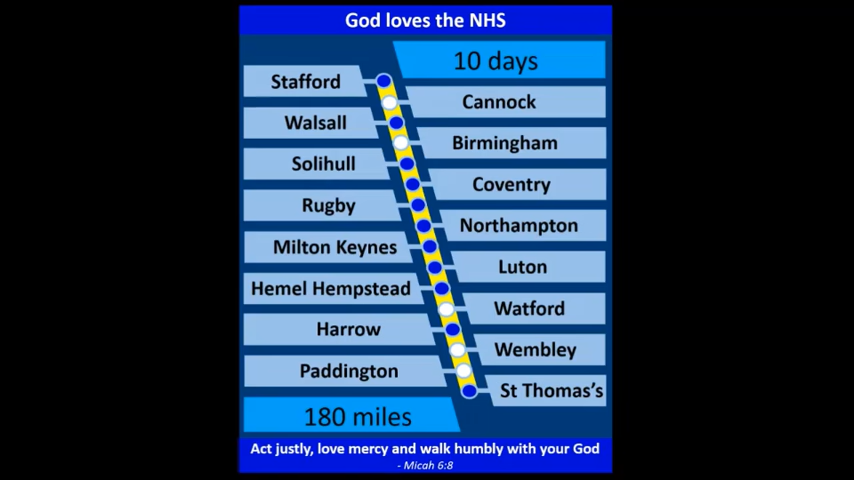 God loves the NHS
10 days
Stafford
Cannock
Walsall
Birmingham
Solihull
Coventry
Rugby
Northampton
Milton Keynes
Luton
Hemel Hempstead
Watford
Harrow
Wembley
Paddington
St Thomas's
180 miles
Act justly, love mercy and walk humbly with your God
- Micah 6:8